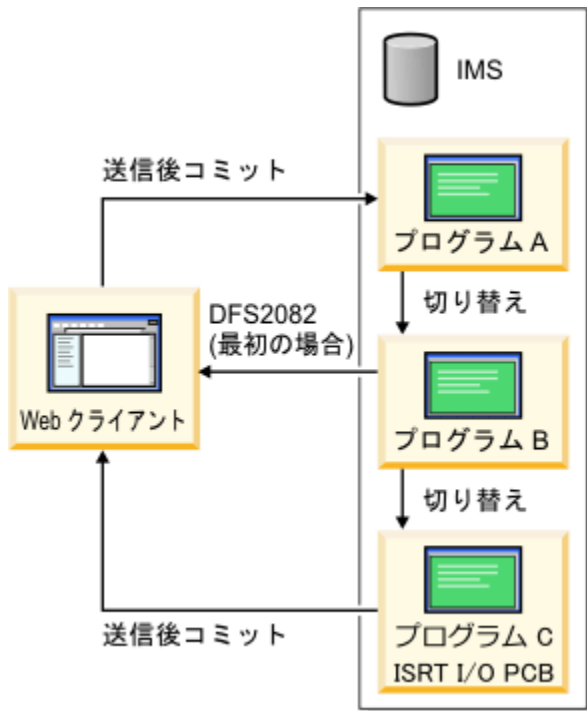 IMS
送信後コミット
プログラム A
切り替え
DFS2082
(最初の場合)
Web クライアント
プログラム B
切り替え
送信後コミット
プログラム C
ISRT I/O PCB